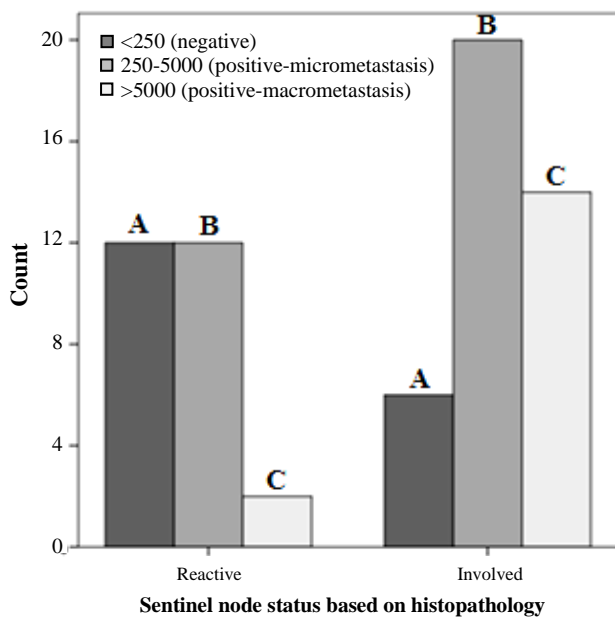 20
16
12
8
4
0
Count
<250 (negative)
250-5000 (positive-micrometastasis)
>5000 (positive-macrometastasis)
A
B
C
A
B
C
Reactive
Involved
Sentinel node status based on histopathology